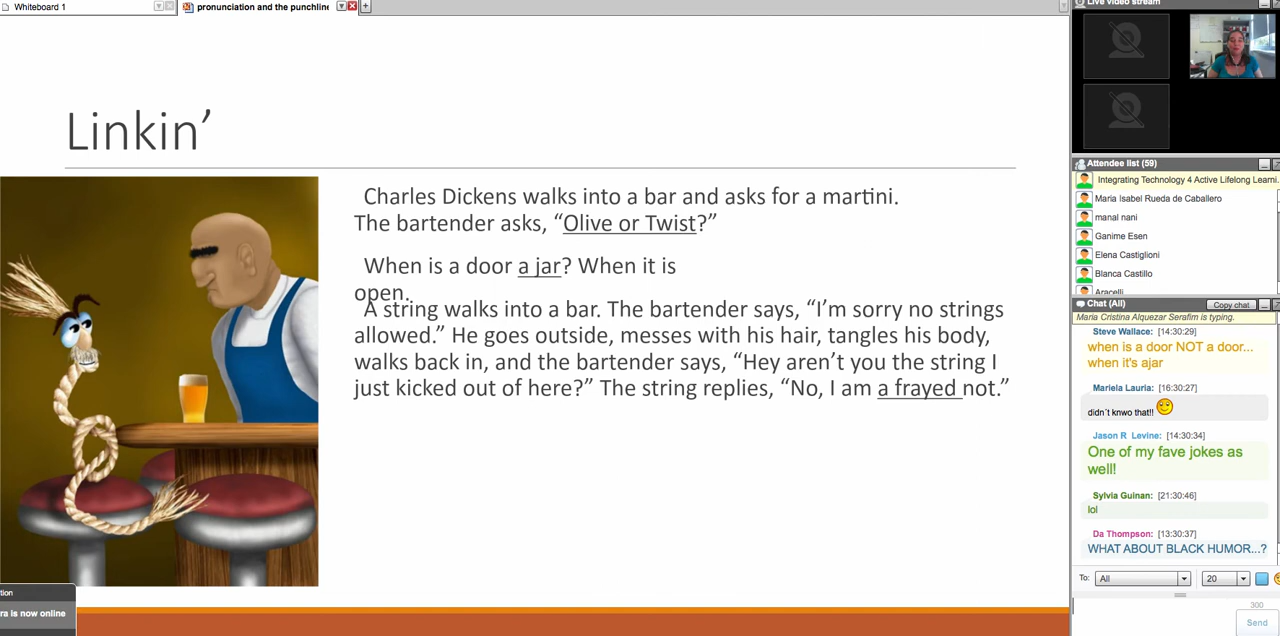 Whiteboard 1
pronunciation and the punchline
Live video stream
Linkin’
Charles Dickens walks into a bar and asks for a martini.
The bartender asks, “Olive or Twist?”
When is a door a jar? When it is
open.
A string walks into a bar. The bartender says, “I’m sorry no strings
allowed.” He goes outside, messes with his hair, tangles his body,
walks back in, and the bartender says, “Hey aren’t you the string I
just kicked out of here?” The string replies, “No, I am a frayed not.”
ra is now online
Attendee list (59)
Integrating Technology 4 Active Lifelong Learni.
Maria Isabel Rueda de Caballero
manal nani
Ganime Esen
Elena Castiglioni
Blanca Castillo
Aracelli
Chat (All)
Copy chat
Maria Cristina Alquezar Serafim is typing.
Steve Wallace: [14:30:29]
when is a door NOT a door...
when it's ajar
Mariela Lauria: [16:30:27]
didn´t knwo that!!
Jason R Levine: [14:30:34]
One of my fave jokes as
well!
Sylvia Guinan: [21:30:46]
lol
Da Thompson: [13:30:37]
WHAT ABOUT BLACK HUMOR...?
To: All 20
300
Send